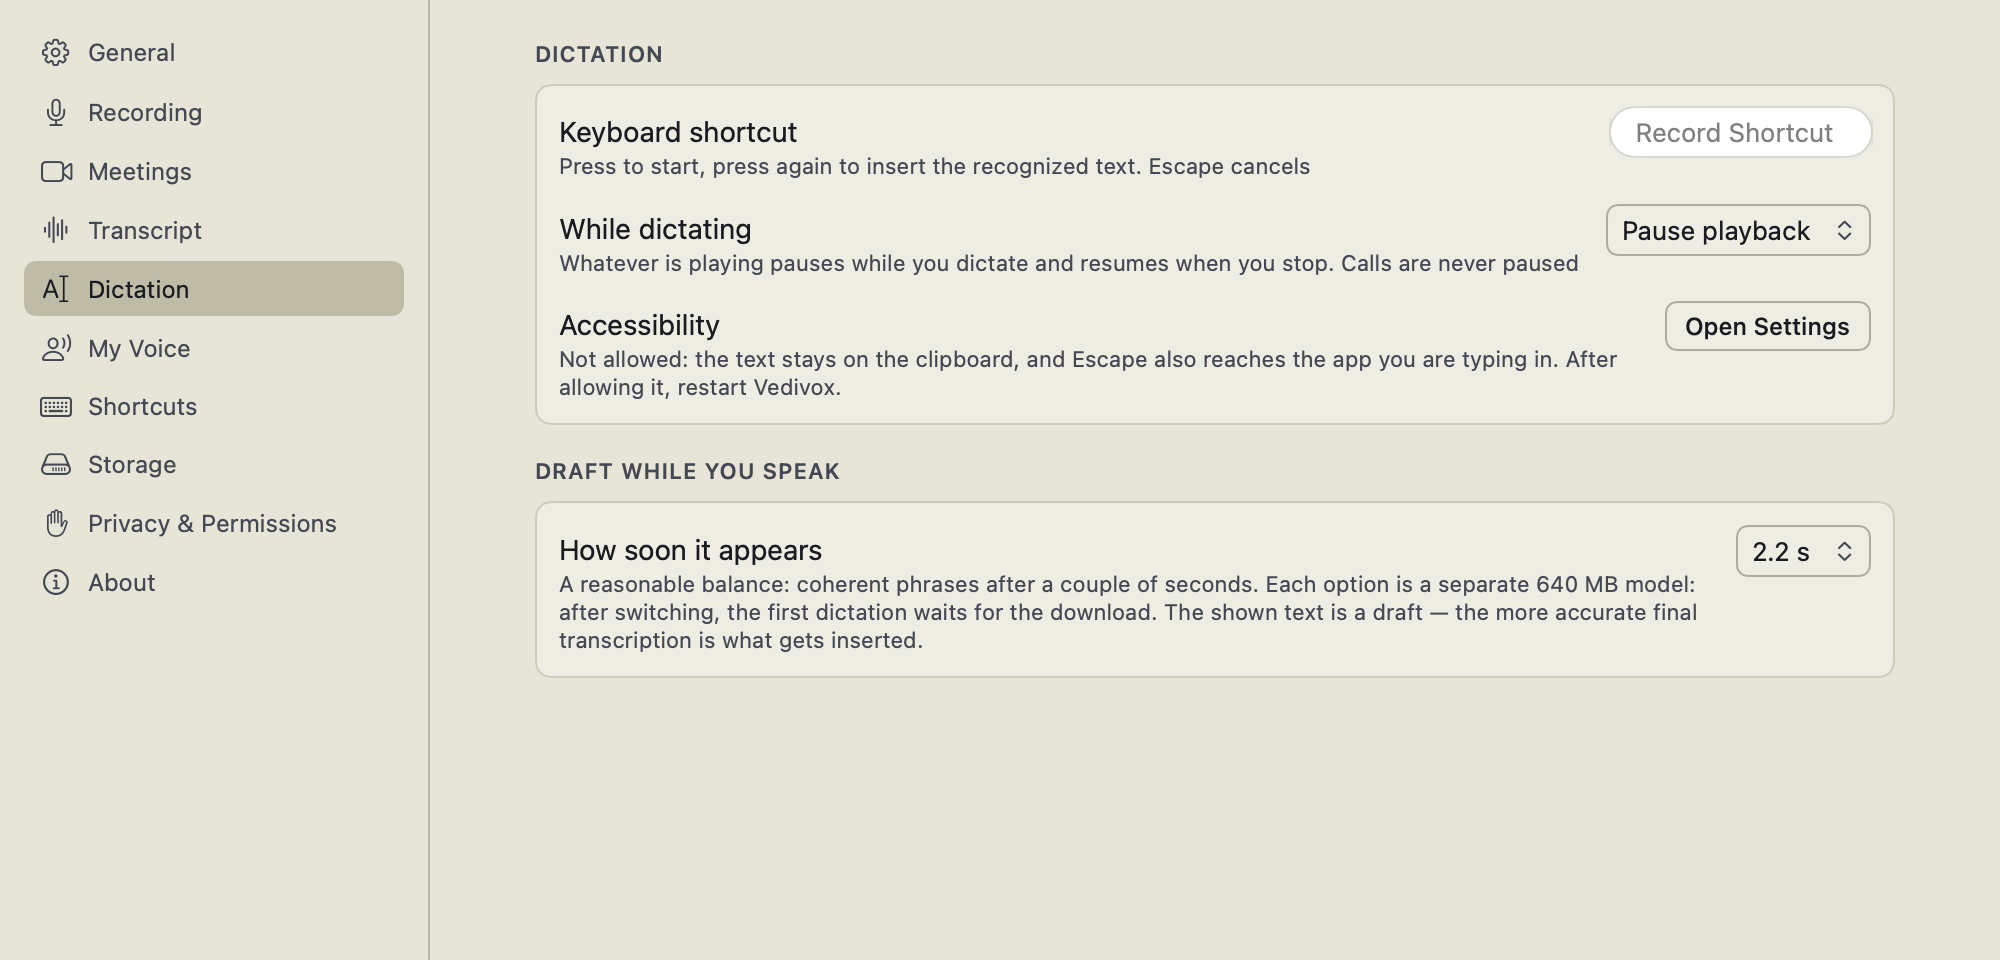 General
Recording
Meetings
Transcript
Dictation
My Voice
Shortcuts
Storage
Privacy & Permissions
About
DICTATION
Keyboard shortcut
Record Shortcut
Press to start, press again to insert the recognized text. Escape cancels
While dictating
Pause playback
Whatever is playing pauses while you dictate and resumes when you stop. Calls are never paused
Accessibility
Open Settings
Not allowed: the text stays on the clipboard, and Escape also reaches the app you are typing in. After
allowing it, restart Vedivox.
DRAFT WHILE YOU SPEAK
How soon it appears
2.2 s
A reasonable balance: coherent phrases after a couple of seconds. Each option is a separate 640 MB model:
after switching, the first dictation waits for the download. The shown text is a draft — the more accurate final
transcription is what gets inserted.